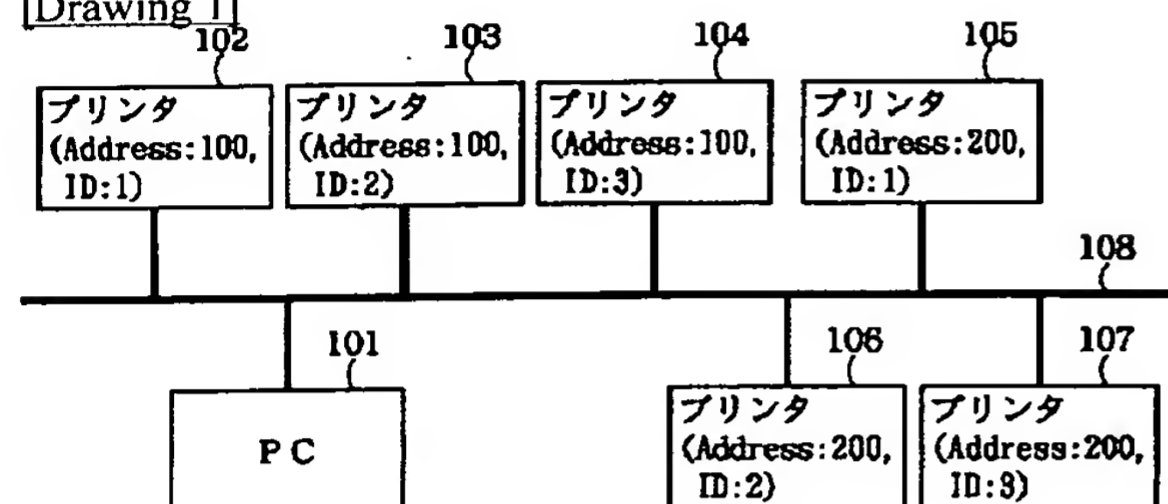 [Drawing 1]
102
103
104
105
プリンタ
(Address:100,
ID:1)
プリンタ
(Address:100,
ID:2)
プリンタ
(Address:100,
ID:3)
プリンタ
(Address:200,
ID:1)
108
101
106
107
PC
プリンタ
(Address:200,
ID:2)
プリンタ
(Address:200,
ID:3)